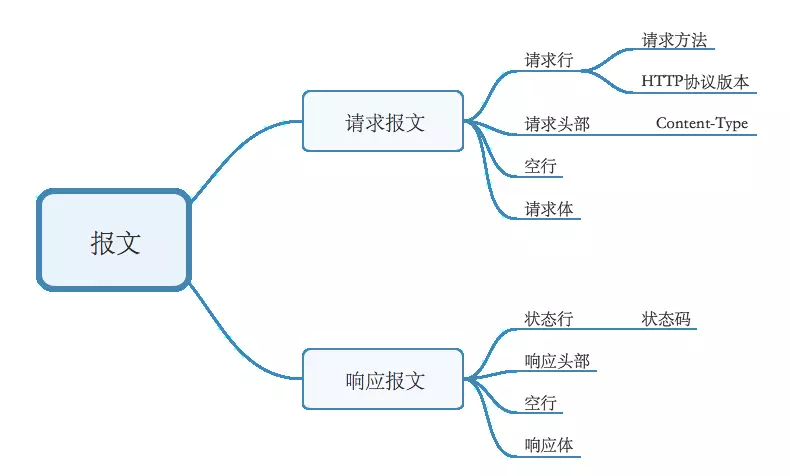 报文
请求报文
请求行
请求方法
HTTP协议版本
请求头部
Content-Type
空行
请求体
响应报文
状态行
状态码
响应头部
空行
响应体